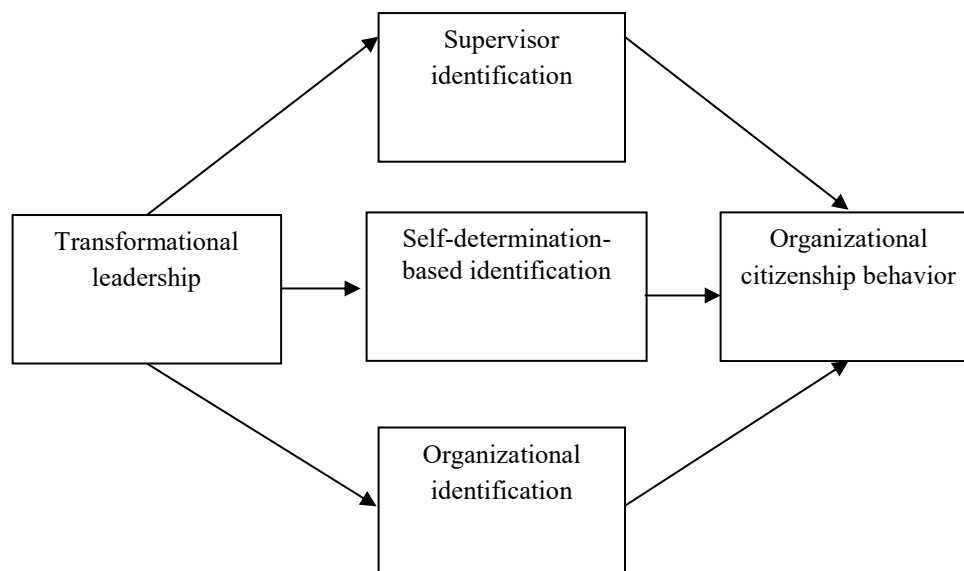 Supervisor
identification
Transformational
leadership
Self-determination-
based identification
Organizational
citizenship behavior
Organizational
identification